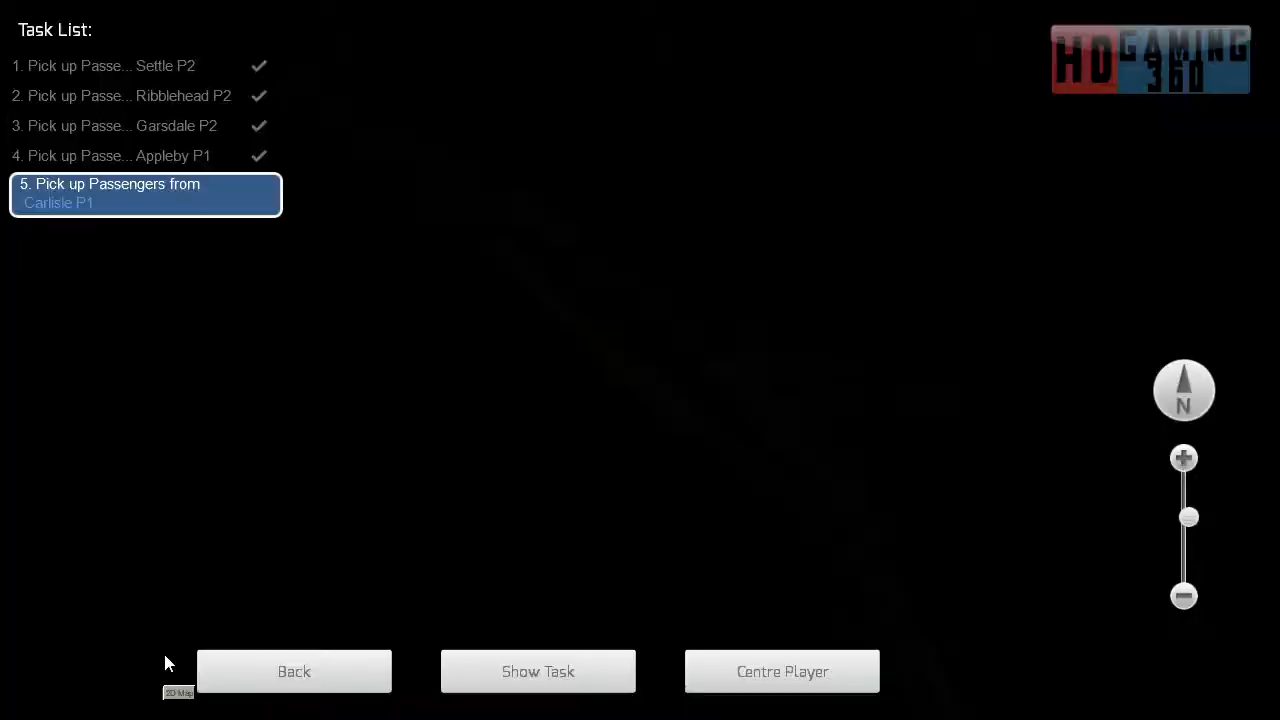 Task List:
1. Pick up Passe... Settle P2
2. Pick up Passe... Ribblehead P2
3. Pick up Passe... Garsdale P2
4. Pick up Passe... Appleby P1
5. Pick up Passengers from
Carlisle P1
HD GAMING
360
N
Back
Show Task
Centre Player
2D Map